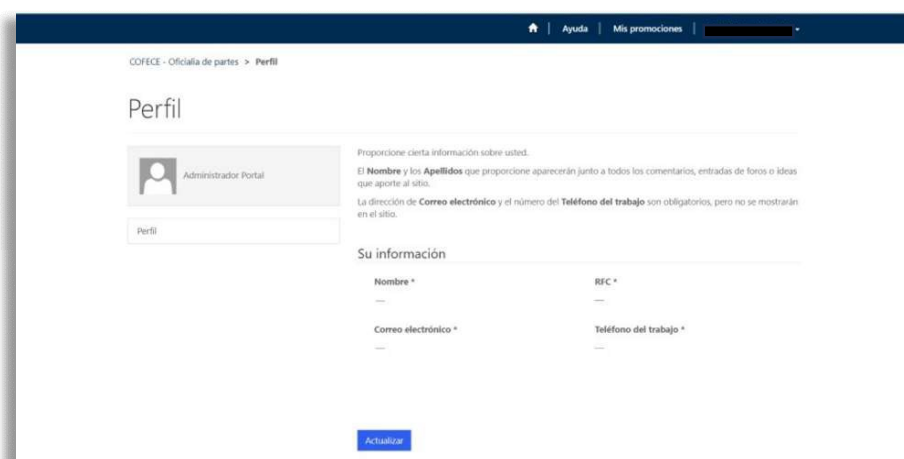 Ayuda | Mis promociones |
COFECE - Oficialia de partes > Perfil
Perfil
Administrador Portal
Perfil
Proporcione cierta información sobre usted.
El Nombre y los Apellidos que proporcione aparecerán junto a todos los comentarios, entradas de foros o ideas
que aporte al sitio.
La dirección de Correo electrónico y el número del Teléfono del trabajo son obligatorios, pero no se mostrarán
en el sitio.
Su información
Nombre * RFC *
— —
Correo electrónico * Teléfono del trabajo *
— —
Actualizar